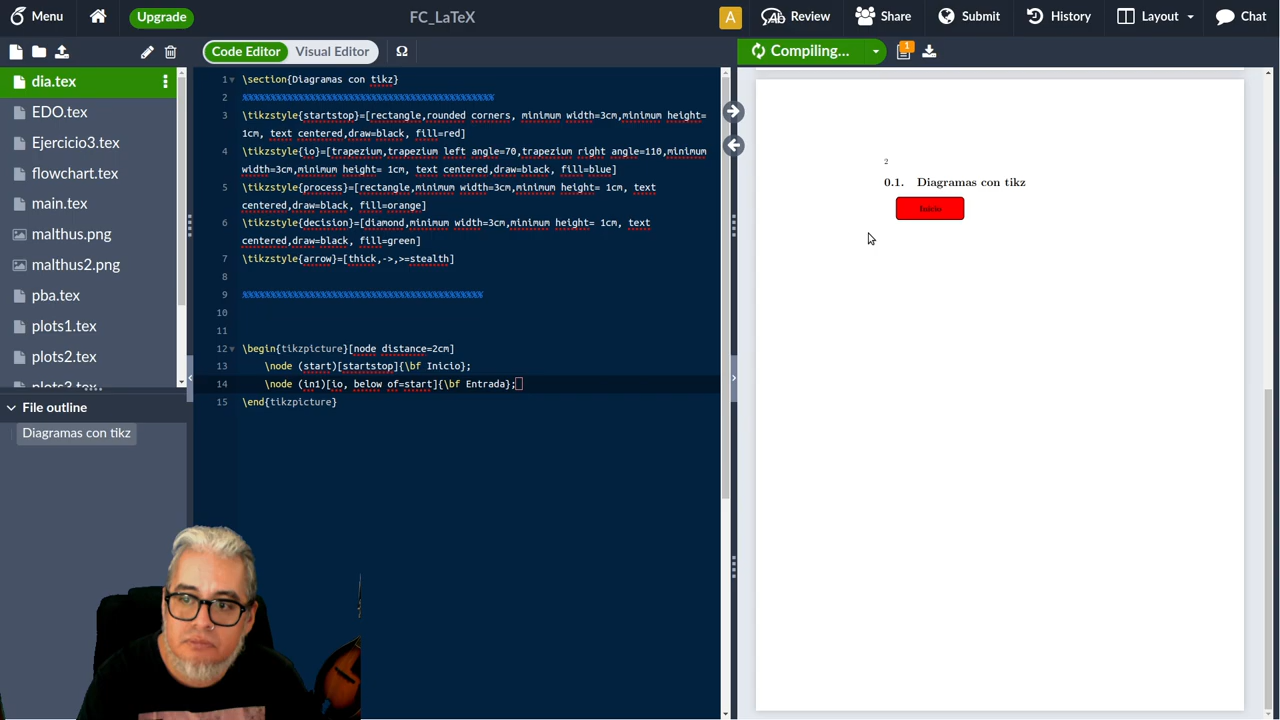 Menu
Upgrade
FC_LaTeX
A
Review
Share
Submit
History
Layout
Chat
Code Editor
Visual Editor
Ω
Compiling...
1
dia.tex
EDO.tex
Ejercicio3.tex
flowchart.tex
main.tex
malthus.png
malthus2.png
pba.tex
plots1.tex
plots2.tex
plots3.tex
File outline
Diagramas con tikz
1 \section{Diagramas con tikz}
2 %%%%%%%%%%%%%%%%%%%%%%%%%%%%%%%%%%%%%%%%%%%%%
3 \tikzstyle{startstop}=[rectangle,rounded corners, minimum width=3cm,minimum height=
1cm, text centered,draw=black, fill=red]
4 \tikzstyle{io}=[trapezium,trapezium left angle=70,trapezium right angle=110,minimum
width=3cm,minimum height= 1cm, text centered,draw=black, fill=blue]
5 \tikzstyle{process}=[rectangle,minimum width=3cm,minimum height= 1cm, text
centered,draw=black, fill=orange]
6 \tikzstyle{decision}=[diamond,minimum width=3cm,minimum height= 1cm, text
centered,draw=black, fill=green]
7 \tikzstyle{arrow}=[thick,->,>=stealth]
8
9 %%%%%%%%%%%%%%%%%%%%%%%%%%%%%%%%%%%%%%%%%%%
10
11
12 \begin{tikzpicture}[node distance=2cm]
13 \node (start)[startstop]{\bf Inicio};
14 \node (in1)[io, below of=start]{\bf Entrada};
15 \end{tikzpicture}
2
0.1. Diagramas con tikz
Inicio